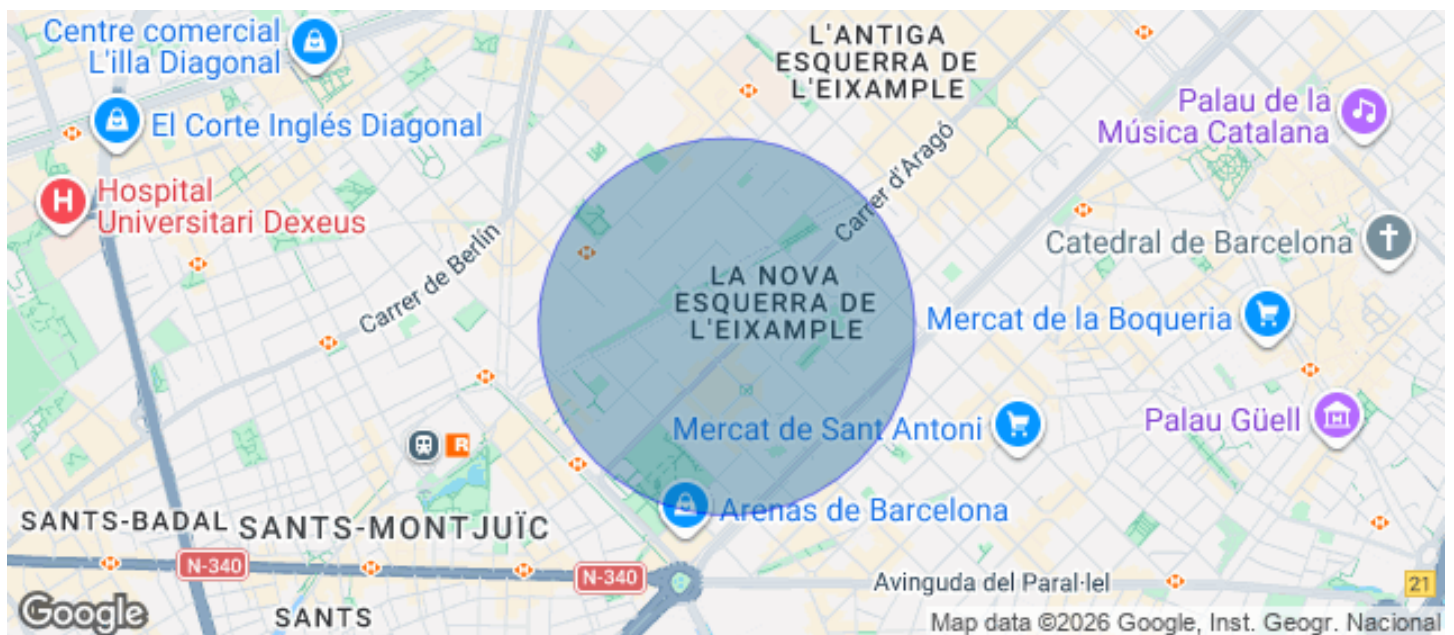 Centre comercial
L'illa Diagonal
L'ANTIGA
ESQUERRA DE
L'EIXAMPLE
El Corte Inglés Diagonal
Palau de la
Música Catalana
Hospital
Universitari Dexeus
Carrer d'Aragó
Carrer de Berlín
Catedral de Barcelona
LA NOVA
ESQUERRA DE
L'EIXAMPLE
Mercat de la Boqueria
Mercat de Sant Antoni
Palau Güell
R
Arenas de Barcelona
SANTS-BADAL
SANTS-MONTJUÏC
N-340
N-340
Avinguda del Paral·lel
21
Google
SANTS
Map data ©2026 Google, Inst. Geogr. Nacional